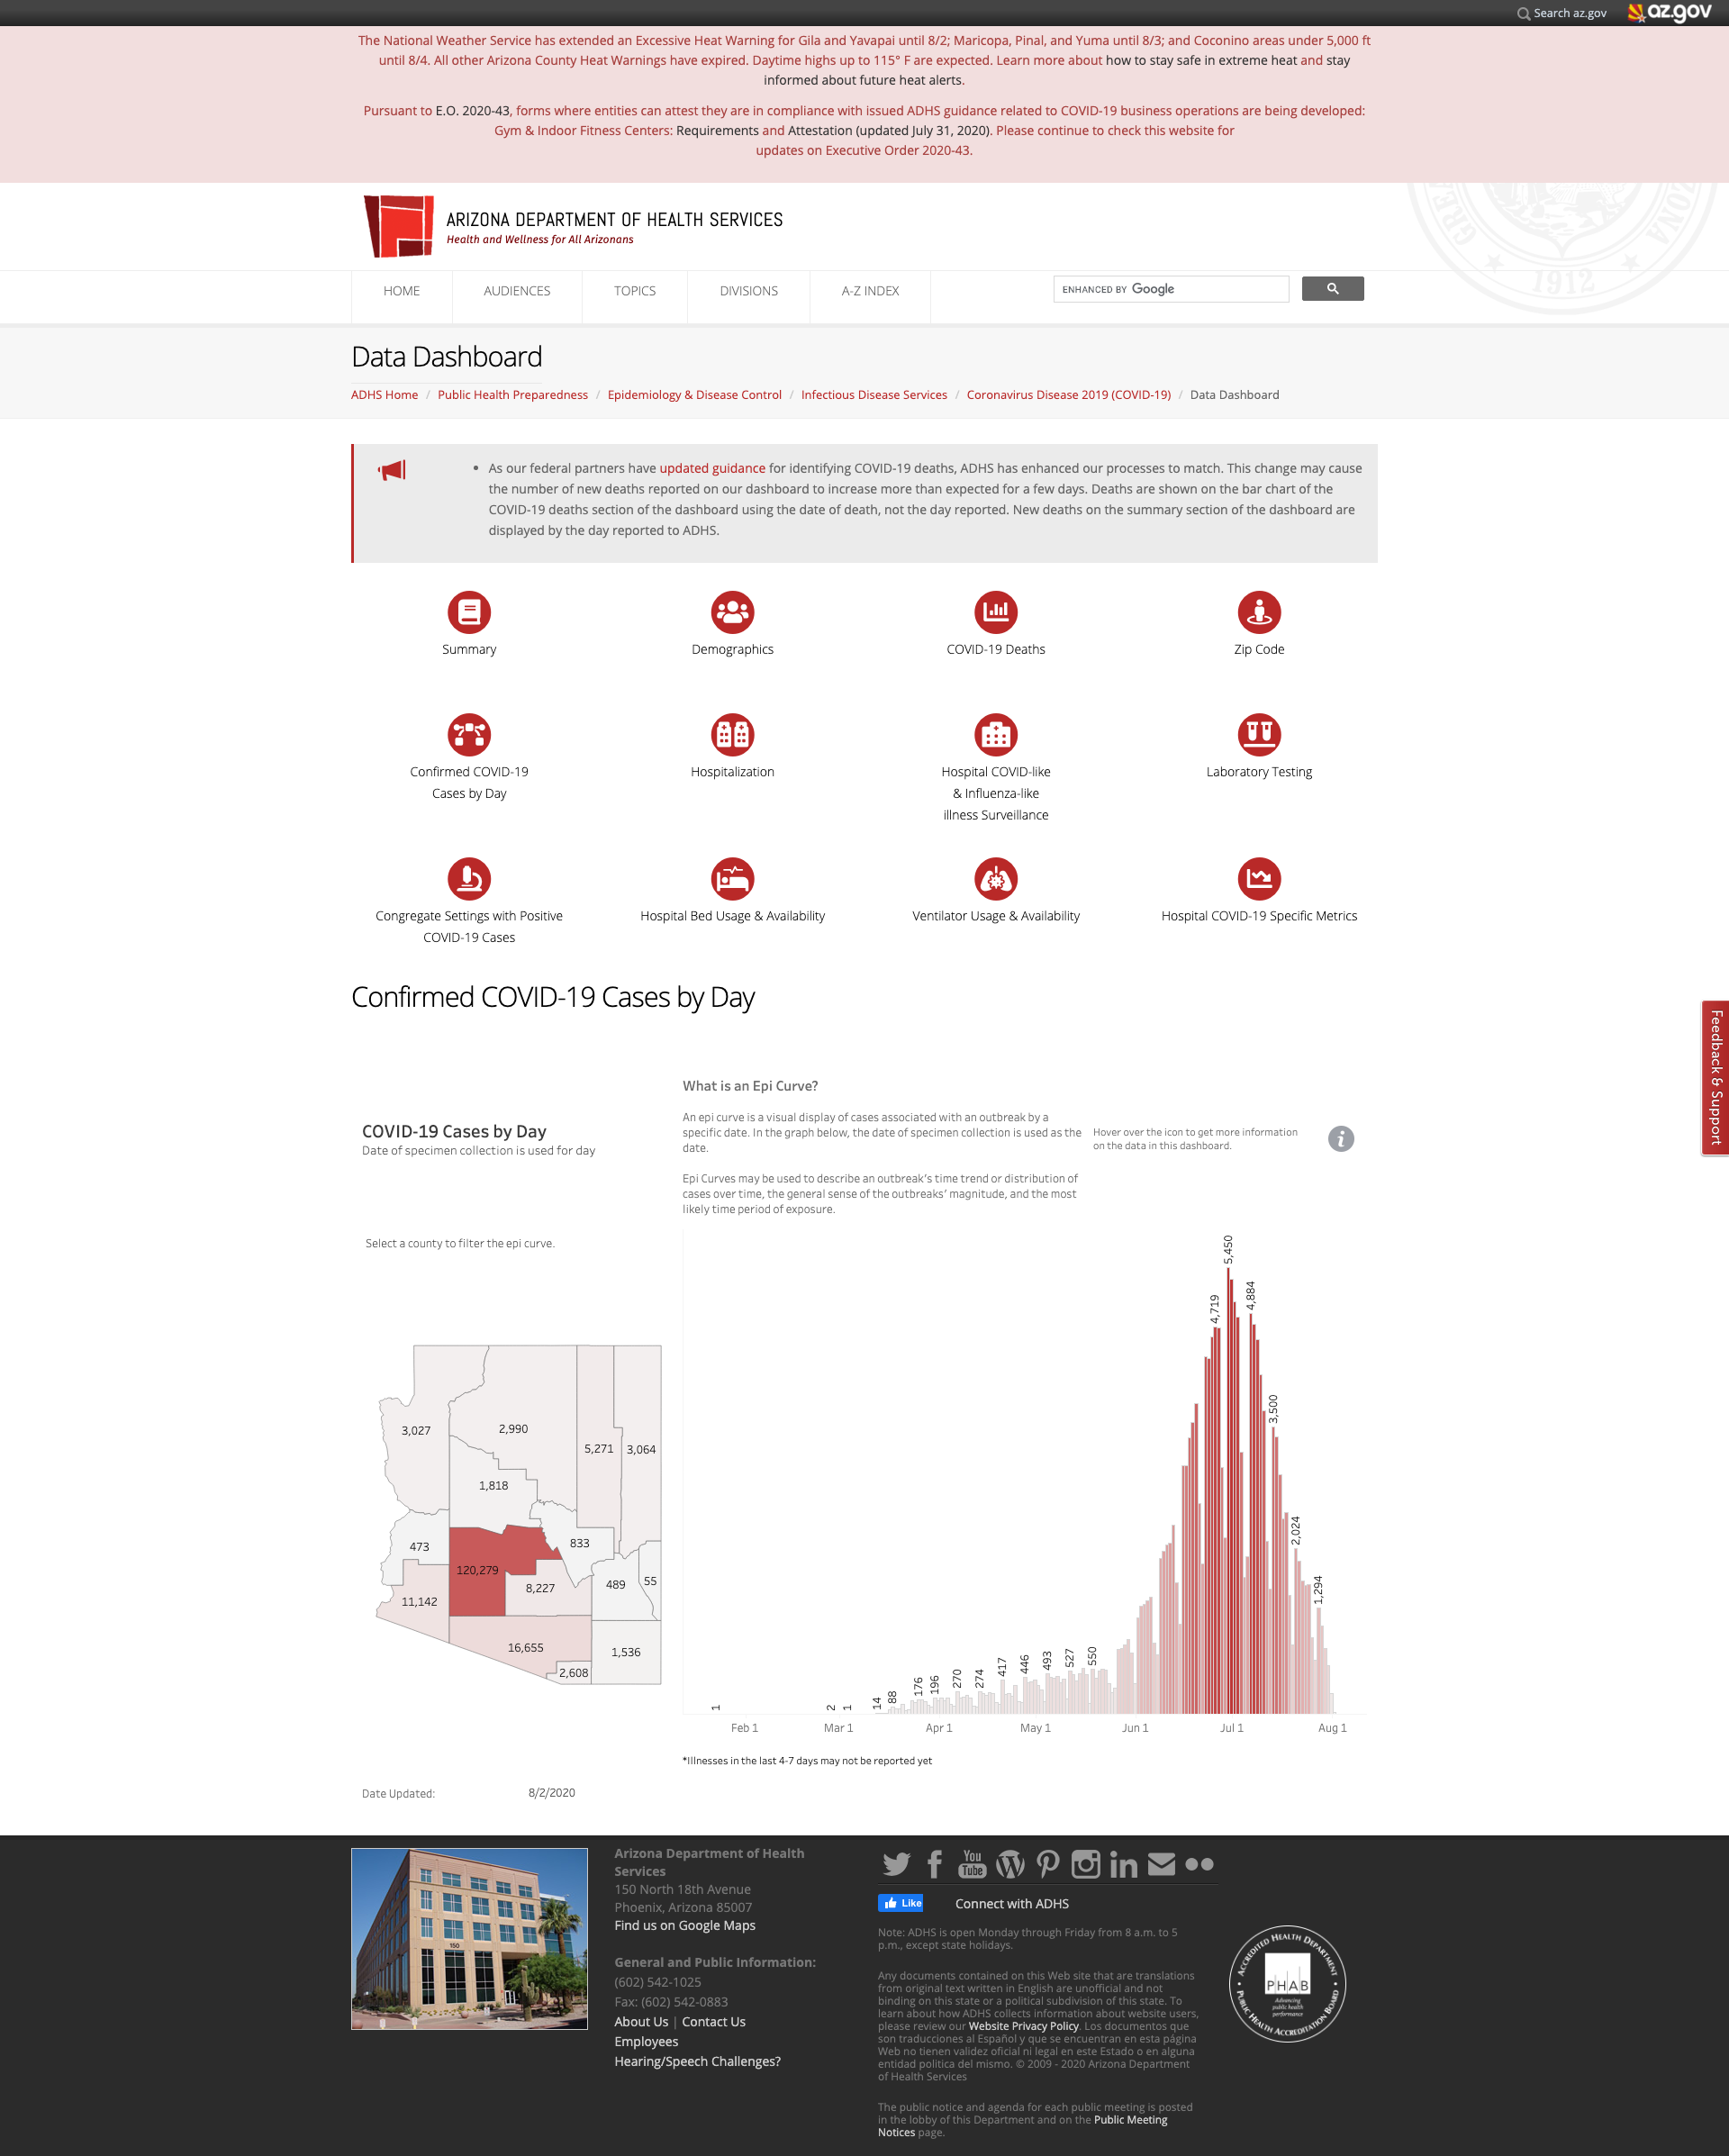 Search az.gov
az.gov
The National Weather Service has extended an Excessive Heat Warning for Gila and Yavapai until 8/2; Maricopa, Pinal, and Yuma until 8/3; and Coconino areas under 5,000 ft
until 8/4. All other Arizona County Heat Warnings have expired. Daytime highs up to 115° F are expected. Learn more about how to stay safe in extreme heat and stay
informed about future heat alerts.
Pursuant to E.O. 2020-43, forms where entities can attest they are in compliance with issued ADHS guidance related to COVID-19 business operations are being developed:
Gym & Indoor Fitness Centers: Requirements and Attestation (updated July 31, 2020). Please continue to check this website for
updates on Executive Order 2020-43.
ARIZONA DEPARTMENT OF HEALTH SERVICES
Health and Wellness for All Arizonans
1912
HOME
AUDIENCES
TOPICS
DIVISIONS
A-Z INDEX
ENHANCED BY Google
Data Dashboard
ADHS Home / Public Health Preparedness / Epidemiology & Disease Control / Infectious Disease Services / Coronavirus Disease 2019 (COVID-19) / Data Dashboard
• As our federal partners have updated guidance for identifying COVID-19 deaths, ADHS has enhanced our processes to match. This change may cause
the number of new deaths reported on our dashboard to increase more than expected for a few days. Deaths are shown on the bar chart of the
COVID-19 deaths section of the dashboard using the date of death, not the day reported. New deaths on the summary section of the dashboard are
displayed by the day reported to ADHS.
Summary
Demographics
COVID-19 Deaths
Zip Code
Confirmed COVID-19
Cases by Day
Hospitalization
Hospital COVID-like
& Influenza-like
illness Surveillance
Laboratory Testing
Congregate Settings with Positive
COVID-19 Cases
Hospital Bed Usage & Availability
Ventilator Usage & Availability
Hospital COVID-19 Specific Metrics
Confirmed COVID-19 Cases by Day
Feedback & Support
COVID-19 Cases by Day
Date of specimen collection is used for day
What is an Epi Curve?
An epi curve is a visual display of cases associated with an outbreak by a
specific date. In the graph below, the date of specimen collection is used as the
date.
Epi Curves may be used to describe an outbreak's time trend or distribution of
cases over time, the general sense of the outbreaks' magnitude, and the most
likely time period of exposure.
Hover over the icon to get more information
on the data in this dashboard.
i
Select a county to filter the epi curve.
3,027
2,990
5,271
3,064
1,818
473
833
120,279
8,227
489
55
11,142
16,655
1,536
2,608
1
2
1
14
88
176
196
270
274
417
446
493
527
550
4,719
5,450
4,884
3,500
2,024
1,294
Feb 1
Mar 1
Apr 1
May 1
Jun 1
Jul 1
Aug 1
*Illnesses in the last 4-7 days may not be reported yet
Date Updated:
8/2/2020
150
Arizona Department of Health
Services
150 North 18th Avenue
Phoenix, Arizona 85007
Find us on Google Maps
General and Public Information:
(602) 542-1025
Fax: (602) 542-0883
About Us | Contact Us
Employees
Hearing/Speech Challenges?
You
Tube
Like
Connect with ADHS
Note: ADHS is open Monday through Friday from 8 a.m. to 5
p.m., except state holidays.
Any documents contained on this Web site that are translations
from original text written in English are unofficial and not
binding on this state or a political subdivision of this state. To
learn about how ADHS collects information about website users,
please review our Website Privacy Policy. Los documentos que
son traducciones al Español y que se encuentran en esta página
Web no tienen validez oficial ni legal en este Estado o en alguna
entidad política del mismo. © 2009 - 2020 Arizona Department
of Health Services
The public notice and agenda for each public meeting is posted
in the lobby of this Department and on the Public Meeting
Notices page.
ACCREDITED HEALTH DEPARTMENT
PHAB
Advancing
public health
performance
PUBLIC HEALTH ACCREDITATION BOARD